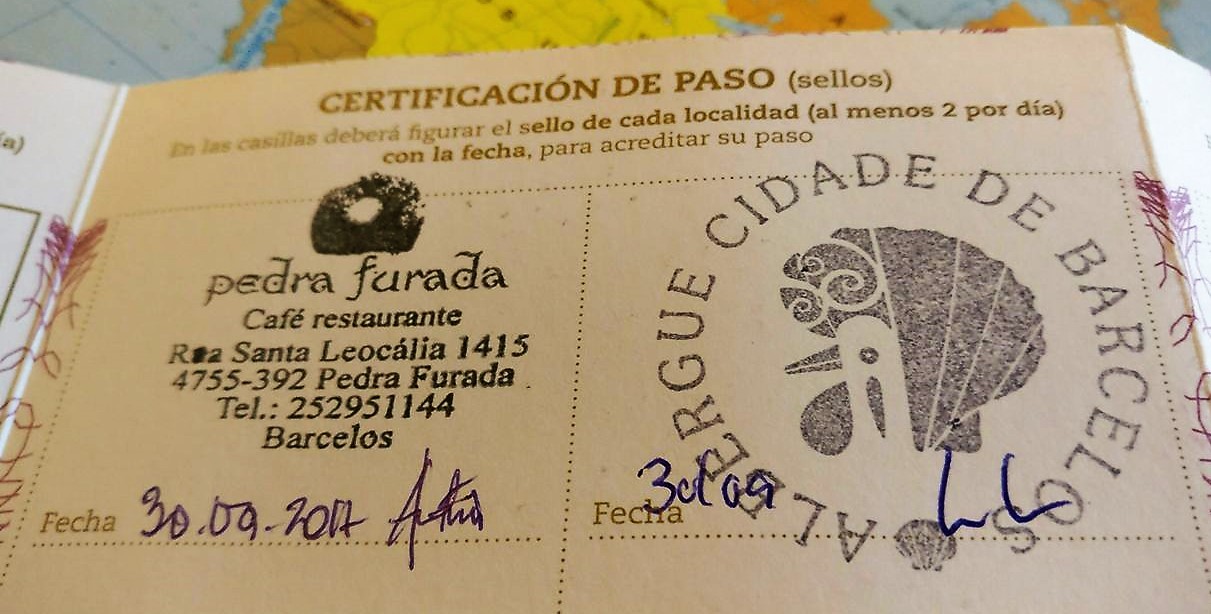 CERTIFICACIÓN DE PASO (sellos)
En las casillas deberá figurar el sello de cada localidad (al menos 2 por día)
con la fecha, para acreditar su paso
ía)
pedra furada
Café restaurante
Rua Santa Leocália 1415
4755-392 Pedra Furada
Tel.: 252951144
Barcelos
Fecha 30.09.2017
ALBERGUE CIDADE DE BARCELOS
Fecha 30/09